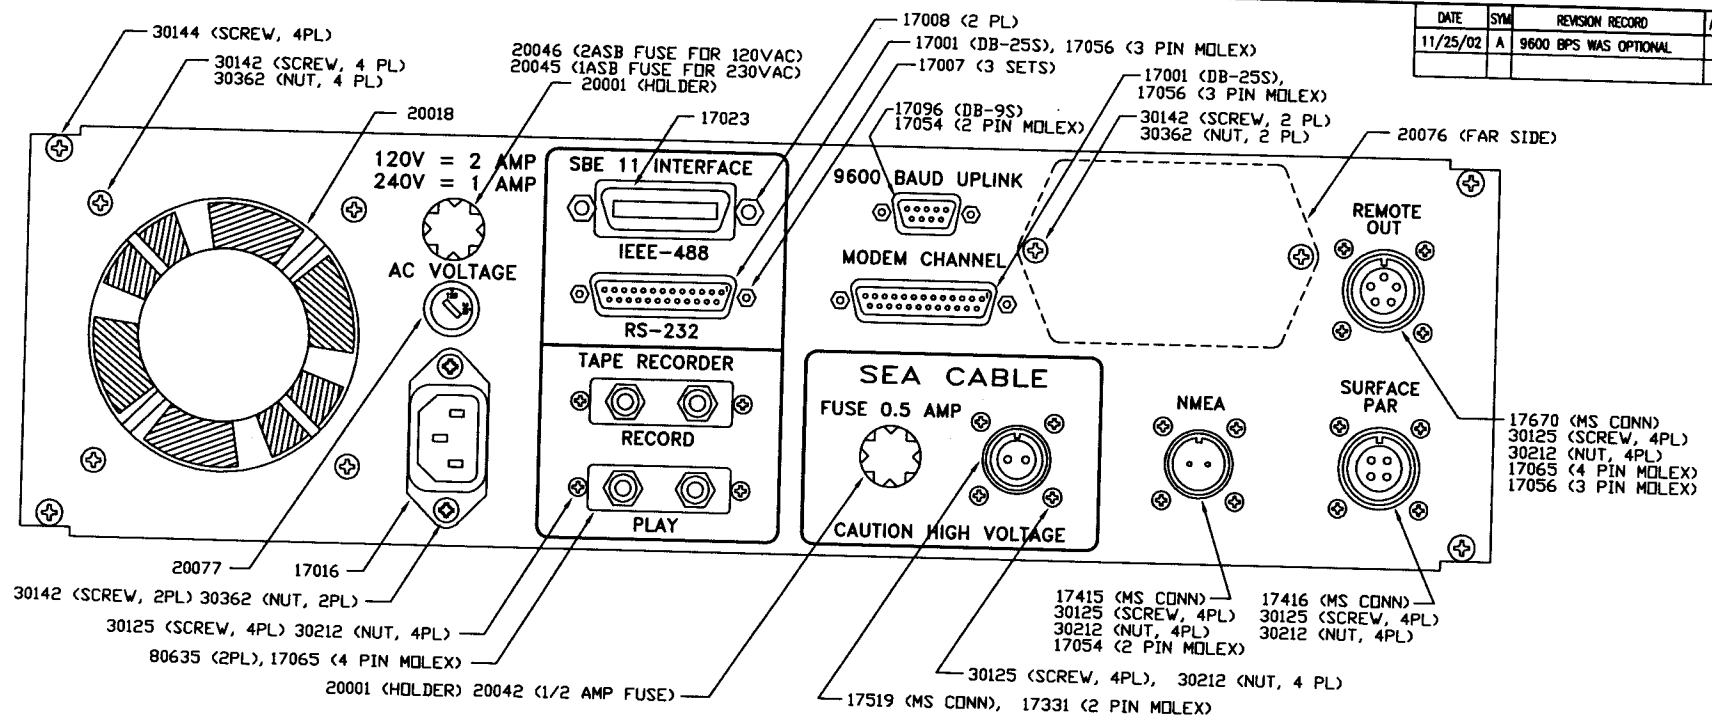 DATE SYM REVISION RECORD
11/25/02 A 9600 BPS WAS OPTIONAL
30144 (SCREW, 4PL)
30142 (SCREW, 4 PL)
30362 (NUT, 4 PL)
20018
20046 (2ASB FUSE FOR 120VAC)
20045 (1ASB FUSE FOR 230VAC)
20001 (HOLDER)
17023
17008 (2 PL)
17001 (DB-25S), 17056 (3 PIN MOLEX)
17007 (3 SETS)
17096 (DB-9S)
17054 (2 PIN MOLEX)
17001 (DB-25S),
17056 (3 PIN MOLEX)
30142 (SCREW, 2 PL)
30362 (NUT, 2 PL)
20076 (FAR SIDE)
120V = 2 AMP
240V = 1 AMP
AC VOLTAGE
SBE 11 INTERFACE
IEEE-488
RS-232
TAPE RECORDER
RECORD
PLAY
9600 BAUD UPLINK
MODEM CHANNEL
SEA CABLE
FUSE 0.5 AMP
CAUTION HIGH VOLTAGE
REMOTE
OUT
NMEA
SURFACE
PAR
17670 (MS CONN)
30125 (SCREW, 4PL)
30212 (NUT, 4PL)
17065 (4 PIN MOLEX)
17056 (3 PIN MOLEX)
20077
17016
30142 (SCREW, 2PL) 30362 (NUT, 2PL)
30125 (SCREW, 4PL) 30212 (NUT, 4PL)
80635 (2PL), 17065 (4 PIN MOLEX)
20001 (HOLDER) 20042 (1/2 AMP FUSE)
17415 (MS CONN)
30125 (SCREW, 4PL)
30212 (NUT, 4PL)
17054 (2 PIN MOLEX)
17416 (MS CONN)
30125 (SCREW, 4PL)
30212 (NUT, 4PL)
30125 (SCREW, 4PL), 30212 (NUT, 4 PL)
17519 (MS CONN), 17331 (2 PIN MOLEX)